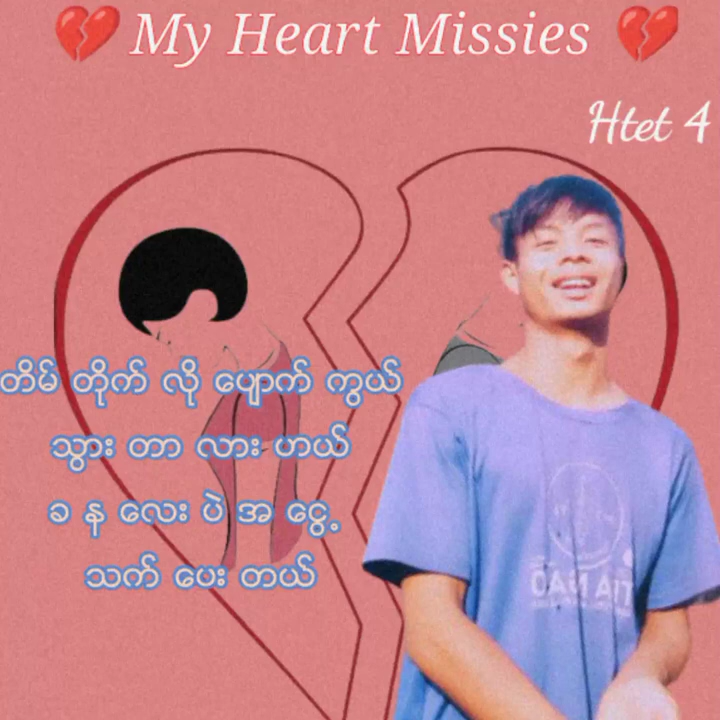 💔 My Heart Missies 💔
Htet 4
တိမ် တိုက် လို ပျောက် ကွယ်
သွား တာ လား ဟယ်
ခ န လေး ပဲ အ ငွေ့
သက် ပေး တယ်